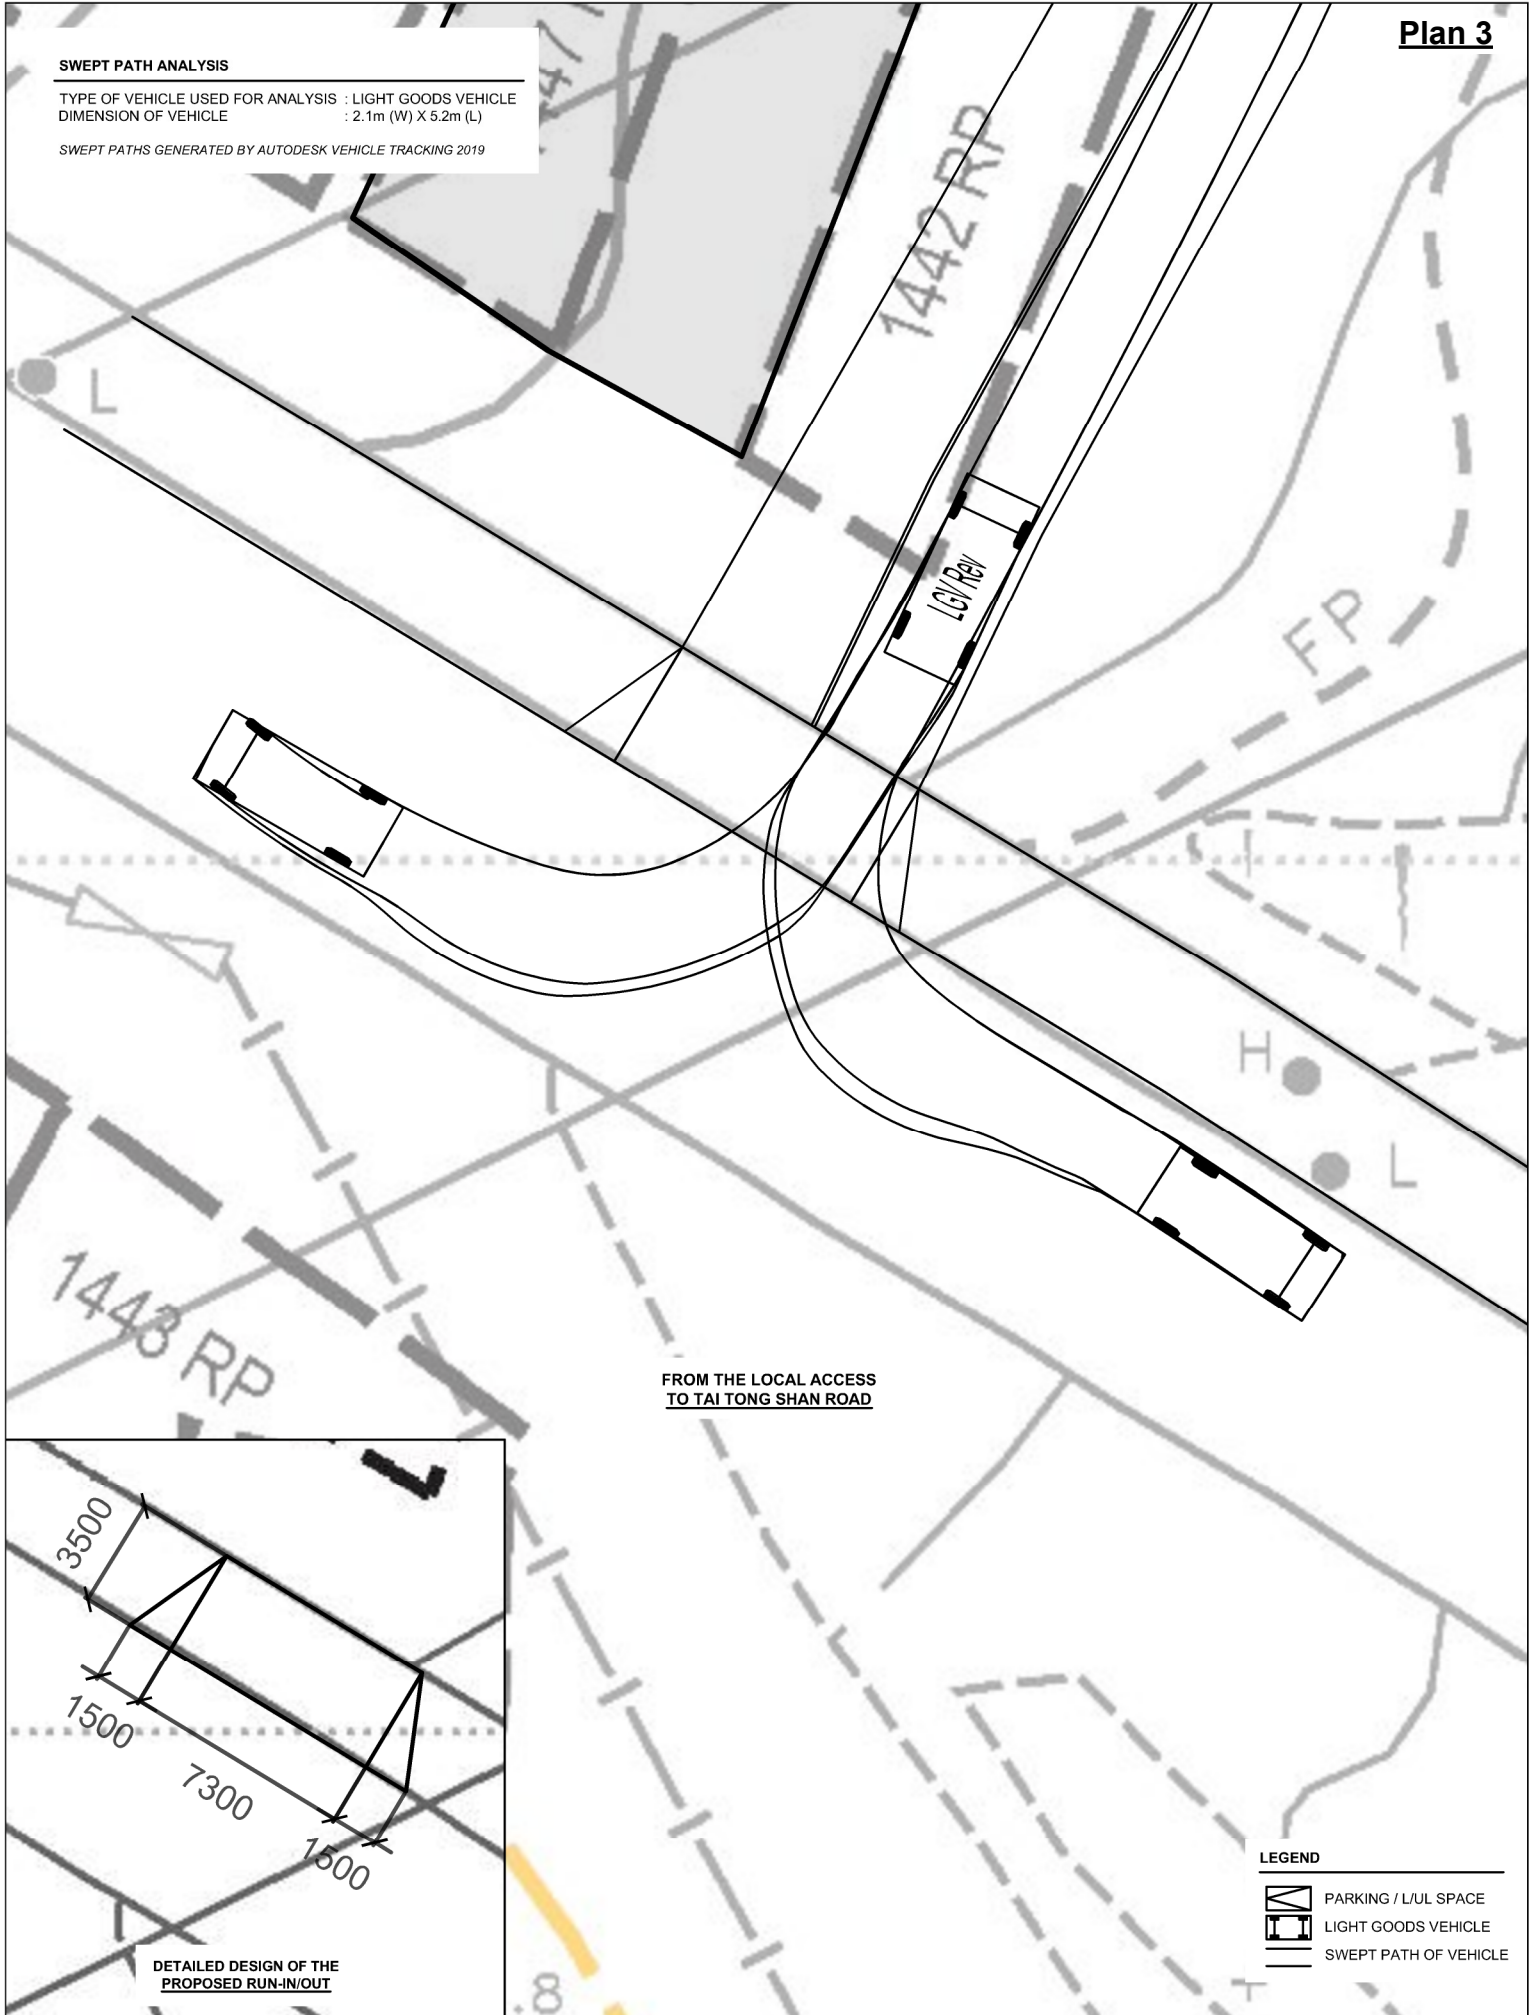 Plan 3
SWEPT PATH ANALYSIS
TYPE OF VEHICLE USED FOR ANALYSIS : LIGHT GOODS VEHICLE
DIMENSION OF VEHICLE : 2.1m (W) X 5.2m (L)
SWEPT PATHS GENERATED BY AUTODESK VEHICLE TRACKING 2019
1442 RP
L
LGV Rev
FP
H
L
1443 RP
FROM THE LOCAL ACCESS
TO TAI TONG SHAN ROAD
3500
1500
7300
1500
DETAILED DESIGN OF THE
PROPOSED RUN-IN/OUT
LEGEND
PARKING / L/UL SPACE
LIGHT GOODS VEHICLE
SWEPT PATH OF VEHICLE